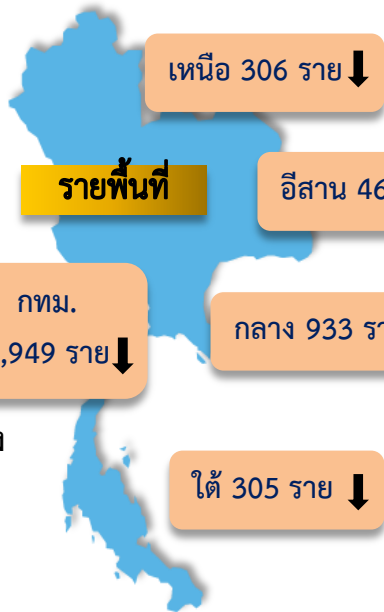 เหนือ 306 ราย
รายพื้นที่
อีสาน 46
กทม.
,949 ราย
กลาง 933 รา
ใต้ 305 ราย